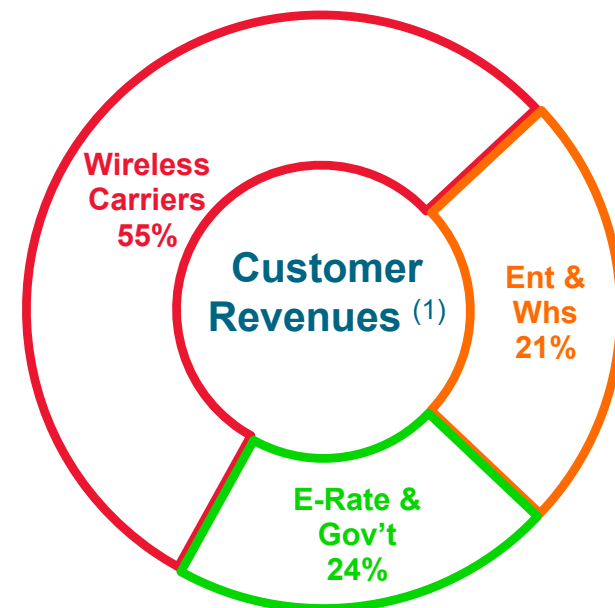 Wireless
Carriers
55%
Customer
Revenues (1)
Ent &
Whs
21%
E-Rate &
Gov’t
24%